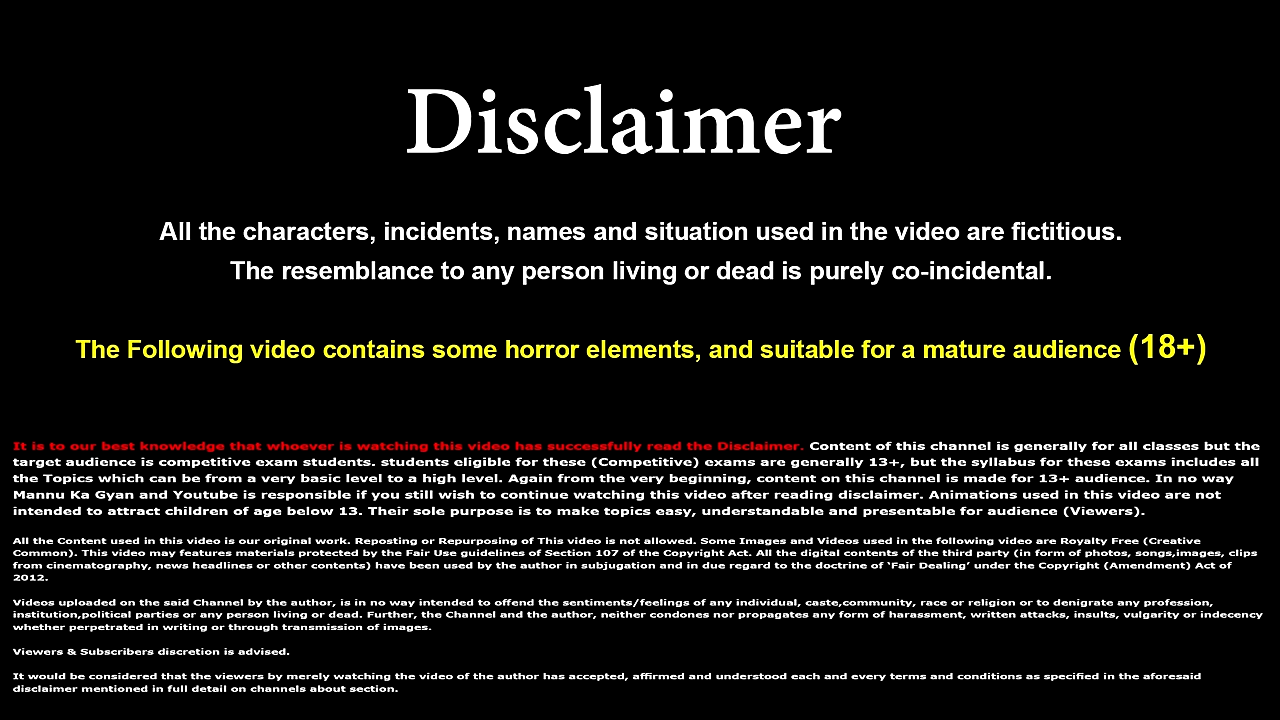 Disclaimer
All the characters, incidents, names and situation used in the video are fictitious.
The resemblance to any person living or dead is purely co-incidental.
The Following video contains some horror elements, and suitable for a mature audience (18+)
It is to our best knowledge that whoever is watching this video has successfully read the Disclaimer. Content of this channel is generally for all classes but the
target audience is competitive exam students. students eligible for these (Competitive) exams are generally 13+, but the syllabus for these exams includes all
the Topics which can be from a very basic level to a high level. Again from the very beginning, content on this channel is made for 13+ audience. In no way
Mannu Ka Gyan and Youtube is responsible if you still wish to continue watching this video after reading disclaimer. Animations used in this video are not
intended to attract children of age below 13. Their sole purpose is to make topics easy, understandable and presentable for audience (Viewers).
All the Content used in this video is our original work. Reposting or Repurposing of This video is not allowed. Some Images and Videos used in the following video are Royalty Free (Creative
Common). This video may features materials protected by the Fair Use guidelines of Section 107 of the Copyright Act. All the digital contents of the third party (in form of photos, songs,images, clips
from cinematography, news headlines or other contents) have been used by the author in subjugation and in due regard to the doctrine of 'Fair Dealing' under the Copyright (Amendment) Act of
2012.
Videos uploaded on the said Channel by the author, is in no way intended to offend the sentiments/feelings of any individual, caste,community, race or religion or to denigrate any profession,
institution,political parties or any person living or dead. Further, the Channel and the author, neither condones nor propagates any form of harassment, written attacks, insults, vulgarity or indecency
whether perpetrated in writing or through transmission of images.
Viewers & Subscribers discretion is advised.
It would be considered that the viewers by merely watching the video of the author has accepted, affirmed and understood each and every terms and conditions as specified in the aforesaid
disclaimer mentioned in full detail on channels about section.